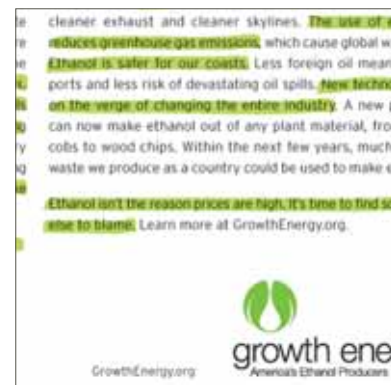 cleaner exhaust and cleaner skylines. The use of e
reduces greenhouse gas emissions, which cause global w
Ethanol is safer for our coasts. Less foreign oil mean
ports and less risk of devastating oil spills. New techno
on the verge of changing the entire industry. A new p
can now make ethanol out of any plant material, fro
cobs to wood chips. Within the next few years, much
waste we produce as a country could be used to make e
Ethanol isn't the reason prices are high. It's time to find so
else to blame. Learn more at GrowthEnergy.org.
growth ene
America's Ethanol Producers
GrowthEnergy.org